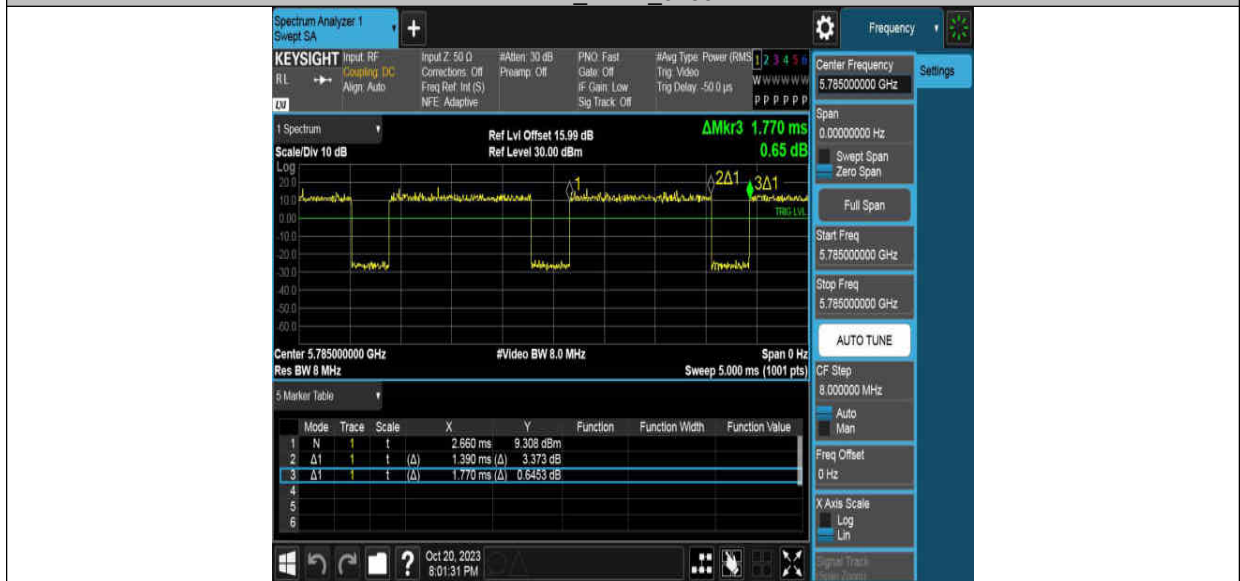 Spectrum Analyzer 1
Swept SA
+
Frequency
KEYSIGHT
RL
LXI
Input: RF
Coupling: DC
Align: Auto
Input Z: 50 Ω
Corrections: Off
Freq Ref: Int (S)
NFE: Adaptive
#Atten: 30 dB
Preamp: Off
PNO: Fast
Gate: Off
IF Gain: Low
Sig Track: Off
#Avg Type: Power (RMS
Trig: Video
Trig Delay: -50.0 µs
1 2 3 4 5 6
W W W W W W
P P P P P P
Center Frequency
5.785000000 GHz
Settings
1 Spectrum
Scale/Div 10 dB
Ref Lvl Offset 15.99 dB
Ref Level 30.00 dBm
ΔMkr3 1.770 ms
0.65 dB
Log
20.0
10.0
0.00
-10.0
-20.0
-30.0
-40.0
-50.0
-60.0
1
2Δ1
3Δ1
TRIG LVL
Span
0.00000000 Hz
Swept Span
Zero Span
Full Span
Start Freq
5.785000000 GHz
Stop Freq
5.785000000 GHz
AUTO TUNE
Center 5.785000000 GHz
#Video BW 8.0 MHz
Span 0 Hz
Res BW 8 MHz
Sweep 5.000 ms (1001 pts)
CF Step
8.000000 MHz
Auto
Man
5 Marker Table
Mode Trace Scale X Y Function Function Width Function Value
1 N 1 t 2.660 ms 9.308 dBm
2 Δ1 1 t (Δ) 1.390 ms (Δ) 3.373 dB
3 Δ1 1 t (Δ) 1.770 ms (Δ) 0.6453 dB
4
5
6
Freq Offset
0 Hz
X Axis Scale
Log
Lin
Signal Track
(Span Zoom)
?
Oct 20, 2023
8:01:31 PM